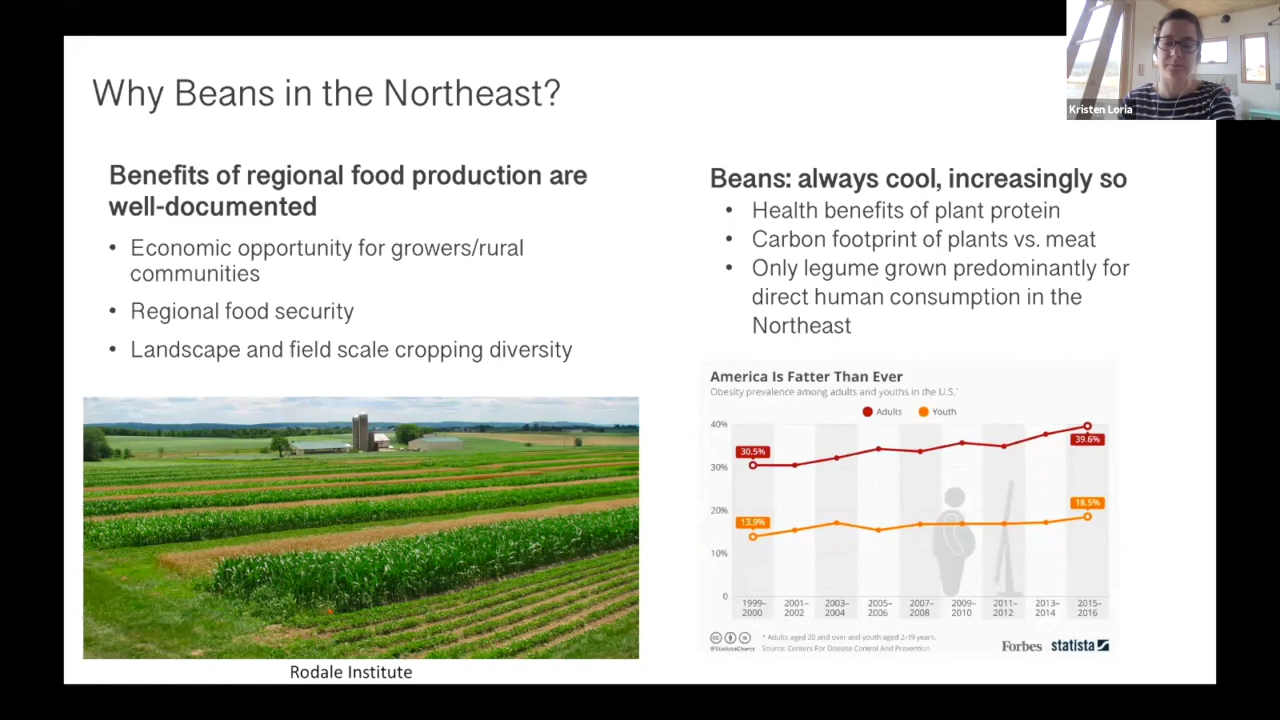 Kristen Loria
Why Beans in the Northeast?
Benefits of regional food production are
well-documented
• Economic opportunity for growers/rural
communities
• Regional food security
• Landscape and field scale cropping diversity
Rodale Institute
Beans: always cool, increasingly so
• Health benefits of plant protein
• Carbon footprint of plants vs. meat
• Only legume grown predominantly for
direct human consumption in the
Northeast
America Is Fatter Than Ever
Obesity prevalence among adults and youths in the U.S.*
Adults Youth
40%
30%
20%
10%
0
30.5%
39.6%
13.9%
18.5%
1999– 2001– 2003– 2005– 2007– 2009– 2011– 2013– 2015–
2000 2002 2004 2006 2008 2010 2012 2014 2016
@StatistaCharts
* Adults aged 20 and over and youth aged 2-19 years.
Source: Centers For Disease Control And Prevention
Forbes statista